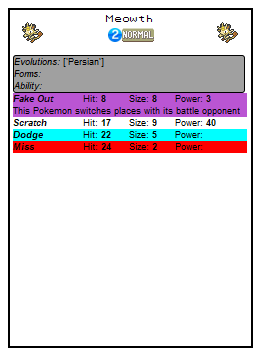 Meowth
2 NORMAL
Evolutions: ['Persian']
Forms:
Ability:
Fake Out Hit: 8 Size: 8 Power: 3
This Pokemon switches places with its battle opponent
Scratch Hit: 17 Size: 9 Power: 40
Dodge Hit: 22 Size: 5 Power:
Miss Hit: 24 Size: 2 Power: